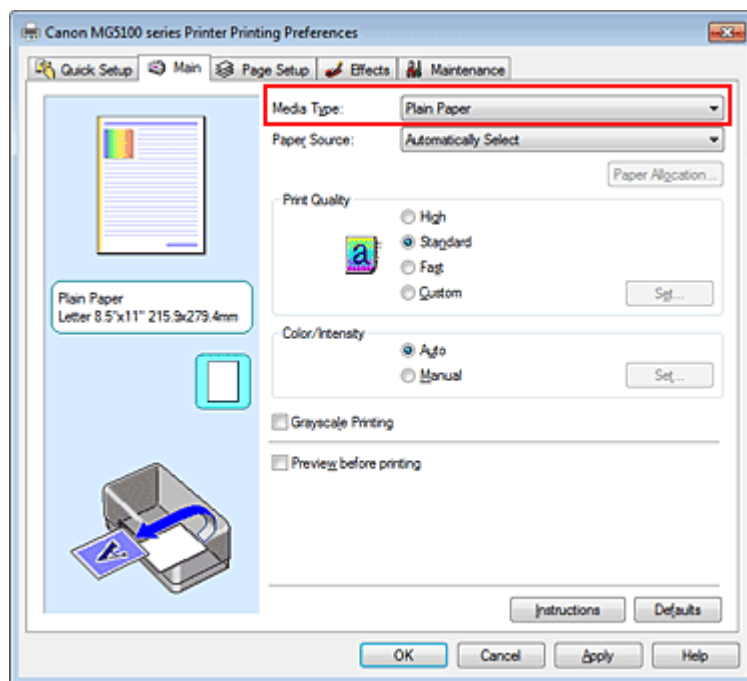 Canon MG5100 series Printer Printing Preferences
Quick Setup
Main
Page Setup
Effects
Maintenance
Media Type: Plain Paper
Paper Source: Automatically Select
Paper Allocation...
Print Quality
High
Standard
Fast
Custom
Set...
a
Plain Paper
Letter 8.5"x11" 215.9x279.4mm
Color/Intensity
Auto
Manual
Set...
Grayscale Printing
Preview before printing
A
Instructions
Defaults
OK
Cancel
Apply
Help